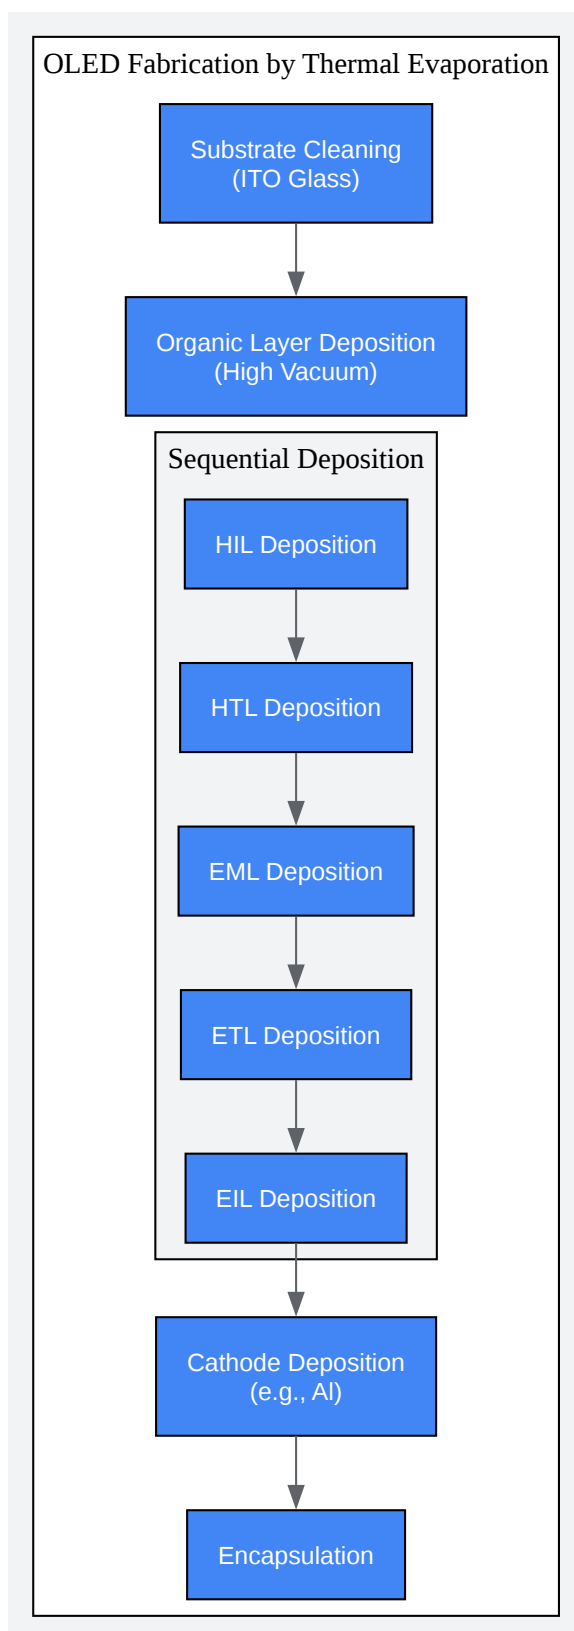 OLED Fabrication by Thermal Evaporation
Substrate Cleaning
(ITO Glass)
Organic Layer Deposition
(High Vacuum)
Sequential Deposition
HIL Deposition
HTL Deposition
EML Deposition
ETL Deposition
EIL Deposition
Cathode Deposition
(e.g., Al)
Encapsulation